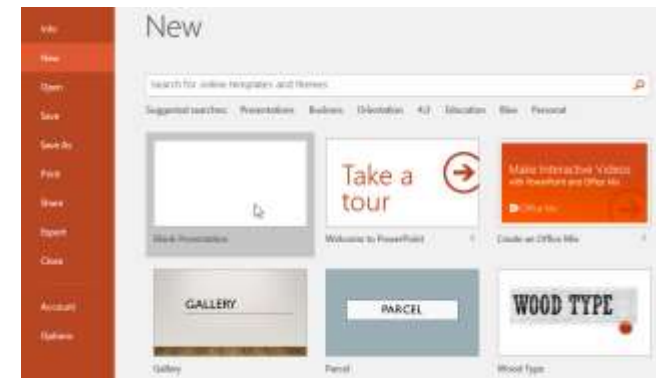 Info
New
Open
Save
Save As
Print
Share
Export
Close
Account
Options
New
Search for online templates and themes
Suggested searches: Presentations Business Orientation 4:3 Education Blue Personal
Take a
tour
Make Interactive Videos
with PowerPoint and Office Mix
Office Mix
Blank Presentation
Welcome to PowerPoint
Create an Office Mix
GALLERY
PARCEL
WOOD TYPE
Gallery
Parcel
Wood Type